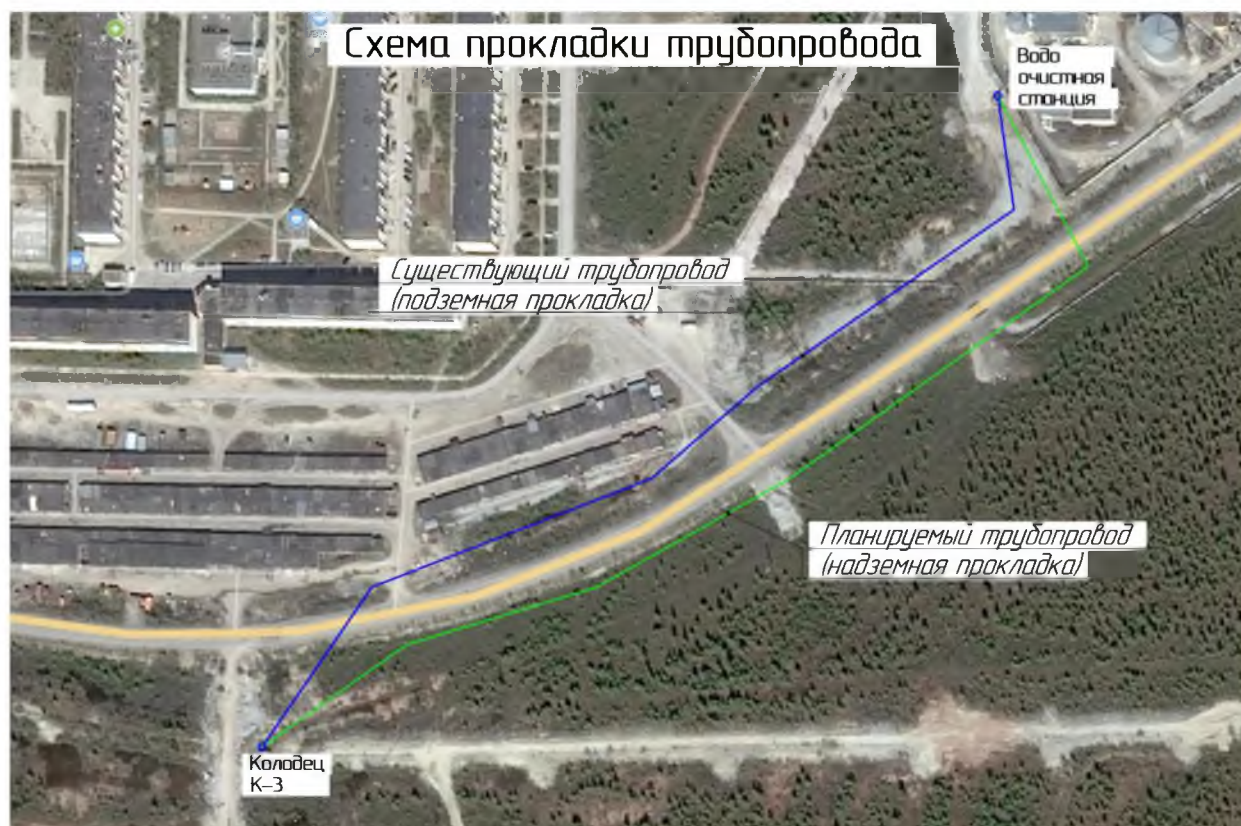 Схема прокладки трубопровода
Водо
очистная
станция
Существующий трубопровод
(подземная прокладка)
Планируемый трубопровод
(надземная прокладка)
Колодец
К-3